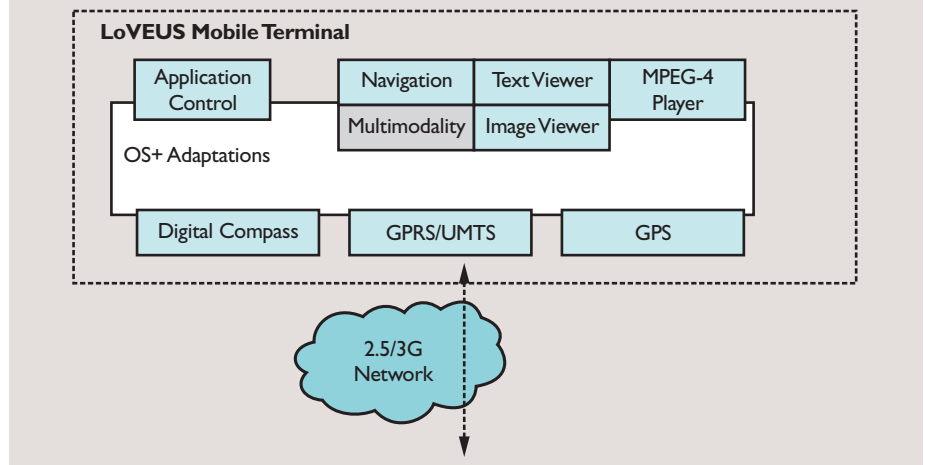 LoVEUS Mobile Terminal
Application
Control
Navigation
Text Viewer
MPEG-4
Player
Multimodality
Image Viewer
OS+ Adaptations
Digital Compass
GPRS/UMTS
GPS
2.5/3G
Network